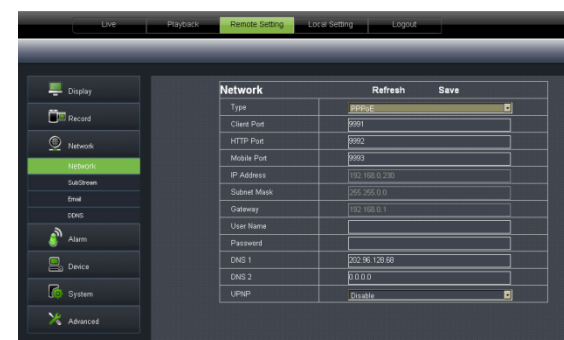 Live Playback Remote Setting Local Setting Logout
Display
Record
Network
Network
SubStream
Email
DDNS
Alarm
Device
System
Advanced
Network Refresh Save
Type PPPoE
Client Port 9991
HTTP Port 9992
Mobile Port 9993
IP Address 192.168.0.230
Subnet Mask 255.255.0.0
Gateway 192.168.0.1
User Name
Password
DNS 1 202.96.128.68
DNS 2 0.0.0.0
UPNP Disable